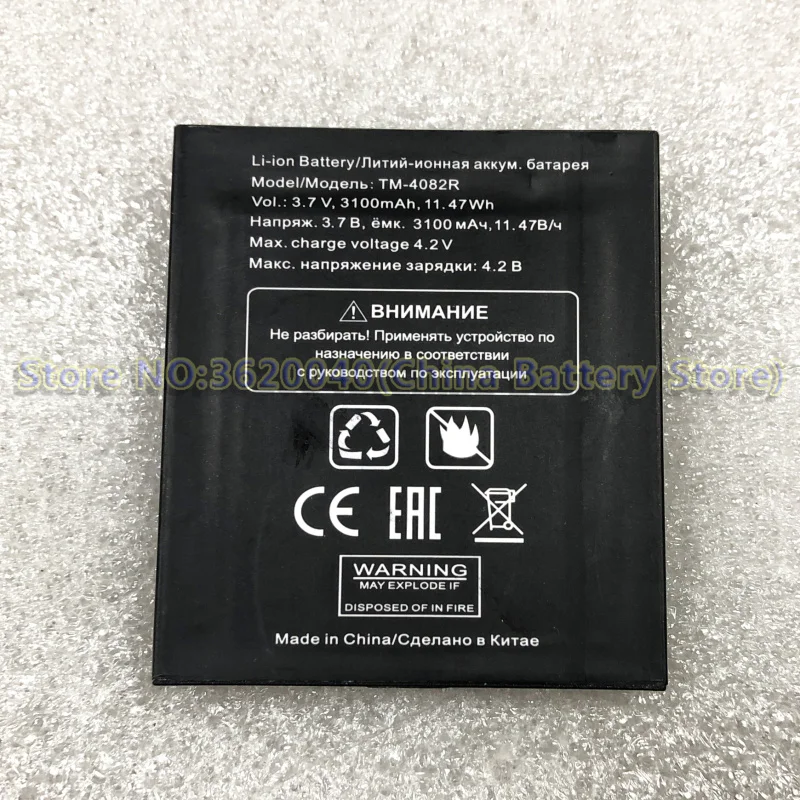 Li-ion Battery/Литий-ионная аккум. батарея
Model/Модель: TM-4082R
Vol.: 3.7 V, 3100mAh, 11.47Wh
Напряж. 3.7 В, ёмк. 3100 мАч,11.47В/ч
Max. charge voltage 4.2 V
Макс. напряжение зарядки: 4.2 В
ВНИМАНИЕ
Не разбирать! Применять устройство по
назначению в соответствии
с руководством по эксплуатации
Store NO:3620040(China Battery Store)
CE EAC
WARNING
MAY EXPLODE IF
DISPOSED OF IN FIRE
Made in China/Сделано в Китае